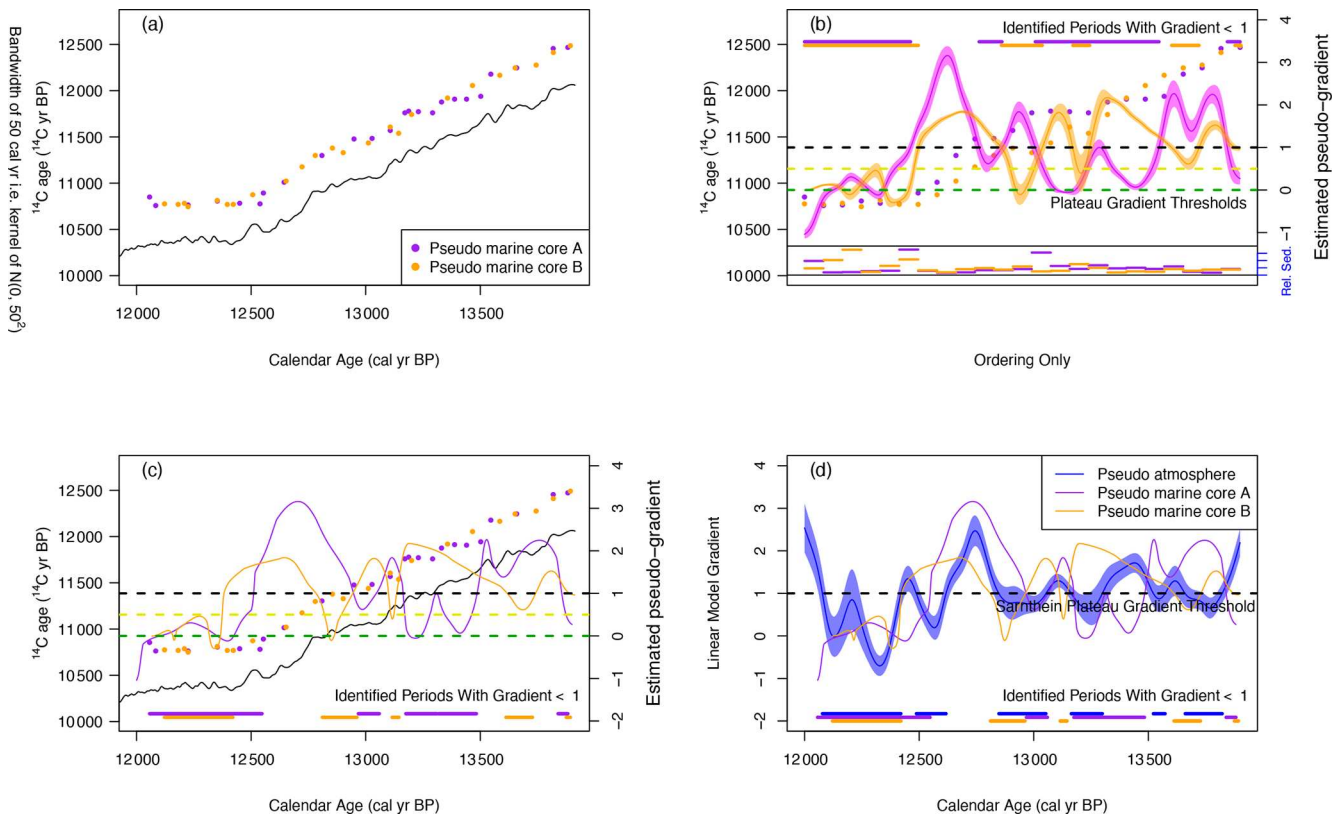 Bandwidth of 50 cal yr i.e. kernel of N(0, 50²)
(a)
¹⁴C age (¹⁴C yr BP)
12500
12000
11500
11000
10500
10000
Pseudo marine core A
Pseudo marine core B
12000 12500 13000 13500
Calendar Age (cal yr BP)
(b)
Identified Periods With Gradient < 1
¹⁴C age (¹⁴C yr BP)
12500
12000
11500
11000
10500
10000
4
3
2
1
0
−1
Estimated pseudo−gradient
Plateau Gradient Thresholds
Rel. Sed.
Ordering Only
(c)
¹⁴C age (¹⁴C yr BP)
12500
12000
11500
11000
10500
10000
4
3
2
1
0
−1
−2
Estimated pseudo−gradient
Identified Periods With Gradient < 1
12000 12500 13000 13500
Calendar Age (cal yr BP)
(d)
Linear Model Gradient
4
3
2
1
0
−1
−2
Pseudo atmosphere
Pseudo marine core A
Pseudo marine core B
Sarnthein Plateau Gradient Threshold
Identified Periods With Gradient < 1
12000 12500 13000 13500
Calendar Age (cal yr BP)